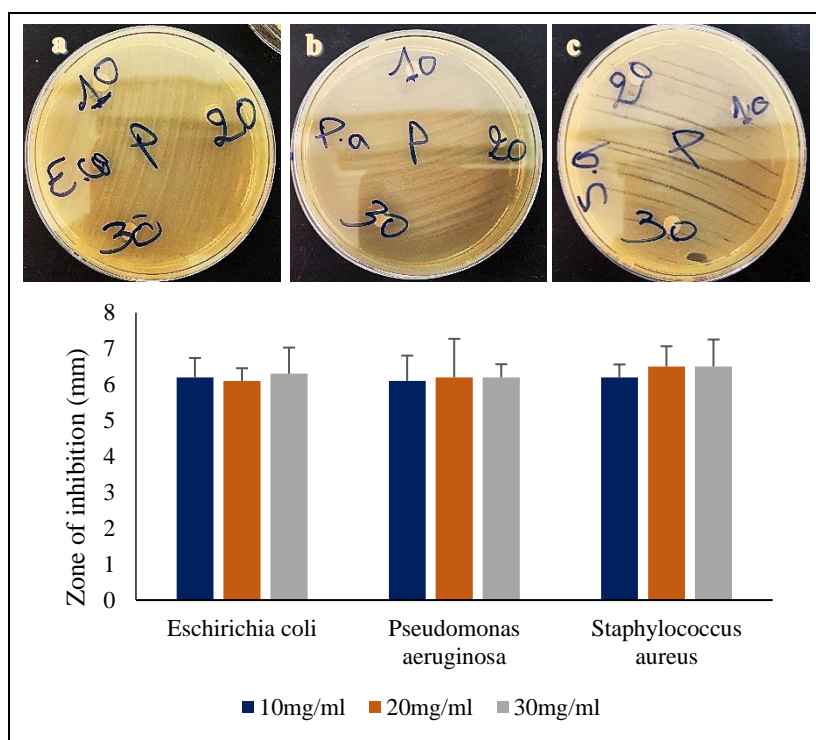 a
10
20
P
E.co
30
b
10
P.a
P
20
30
c
20
10
P
S.a
30
Zone of inhibition (mm)
8
7
6
5
4
3
2
1
0
Eschirichia coli
Pseudomonas
aeruginosa
Staphylococcus
aureus
10mg/ml
20mg/ml
30mg/ml